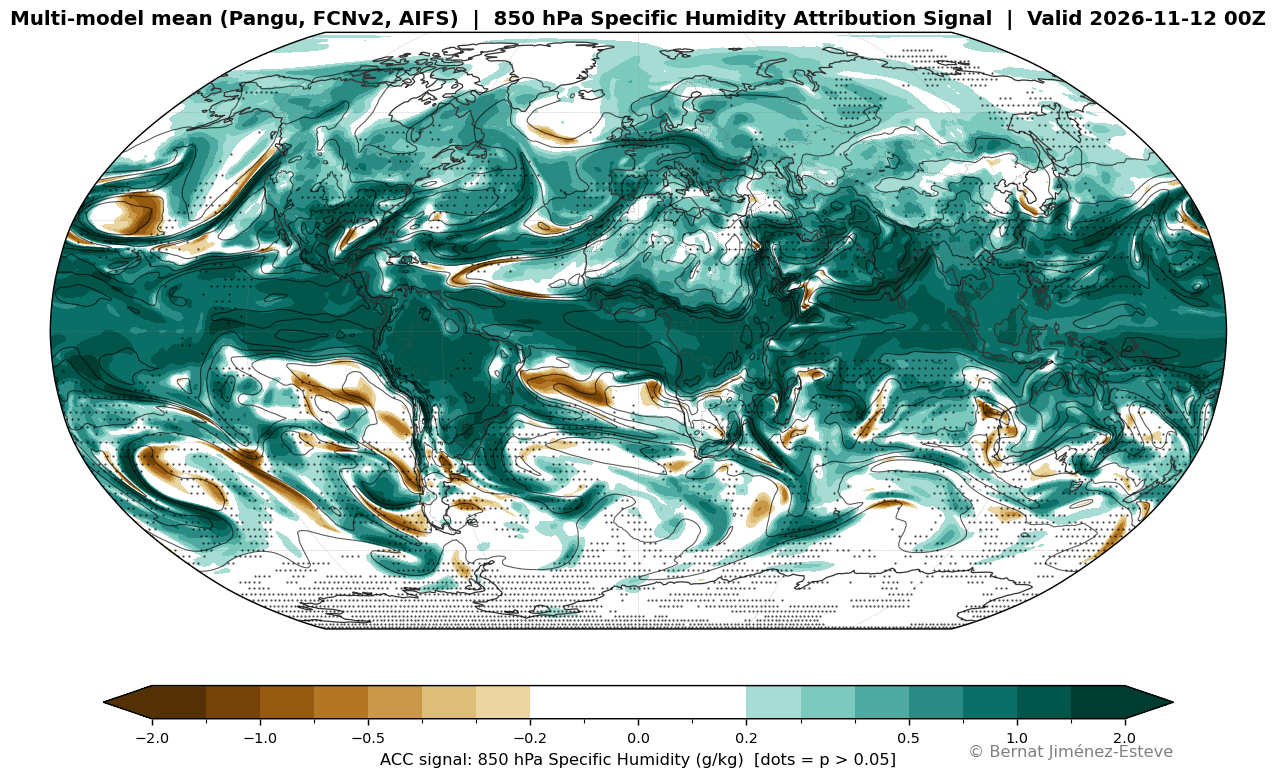 Multi-model mean (Pangu, FCNv2, AIFS)  |  850 hPa Specific Humidity Attribution Signal  |  Valid 2026-11-12 00Z
−2.0 −1.0 −0.5 −0.2 0.0 0.2 0.5 1.0 2.0
ACC signal: 850 hPa Specific Humidity (g/kg)  [dots = p > 0.05]
© Bernat Jiménez-Esteve